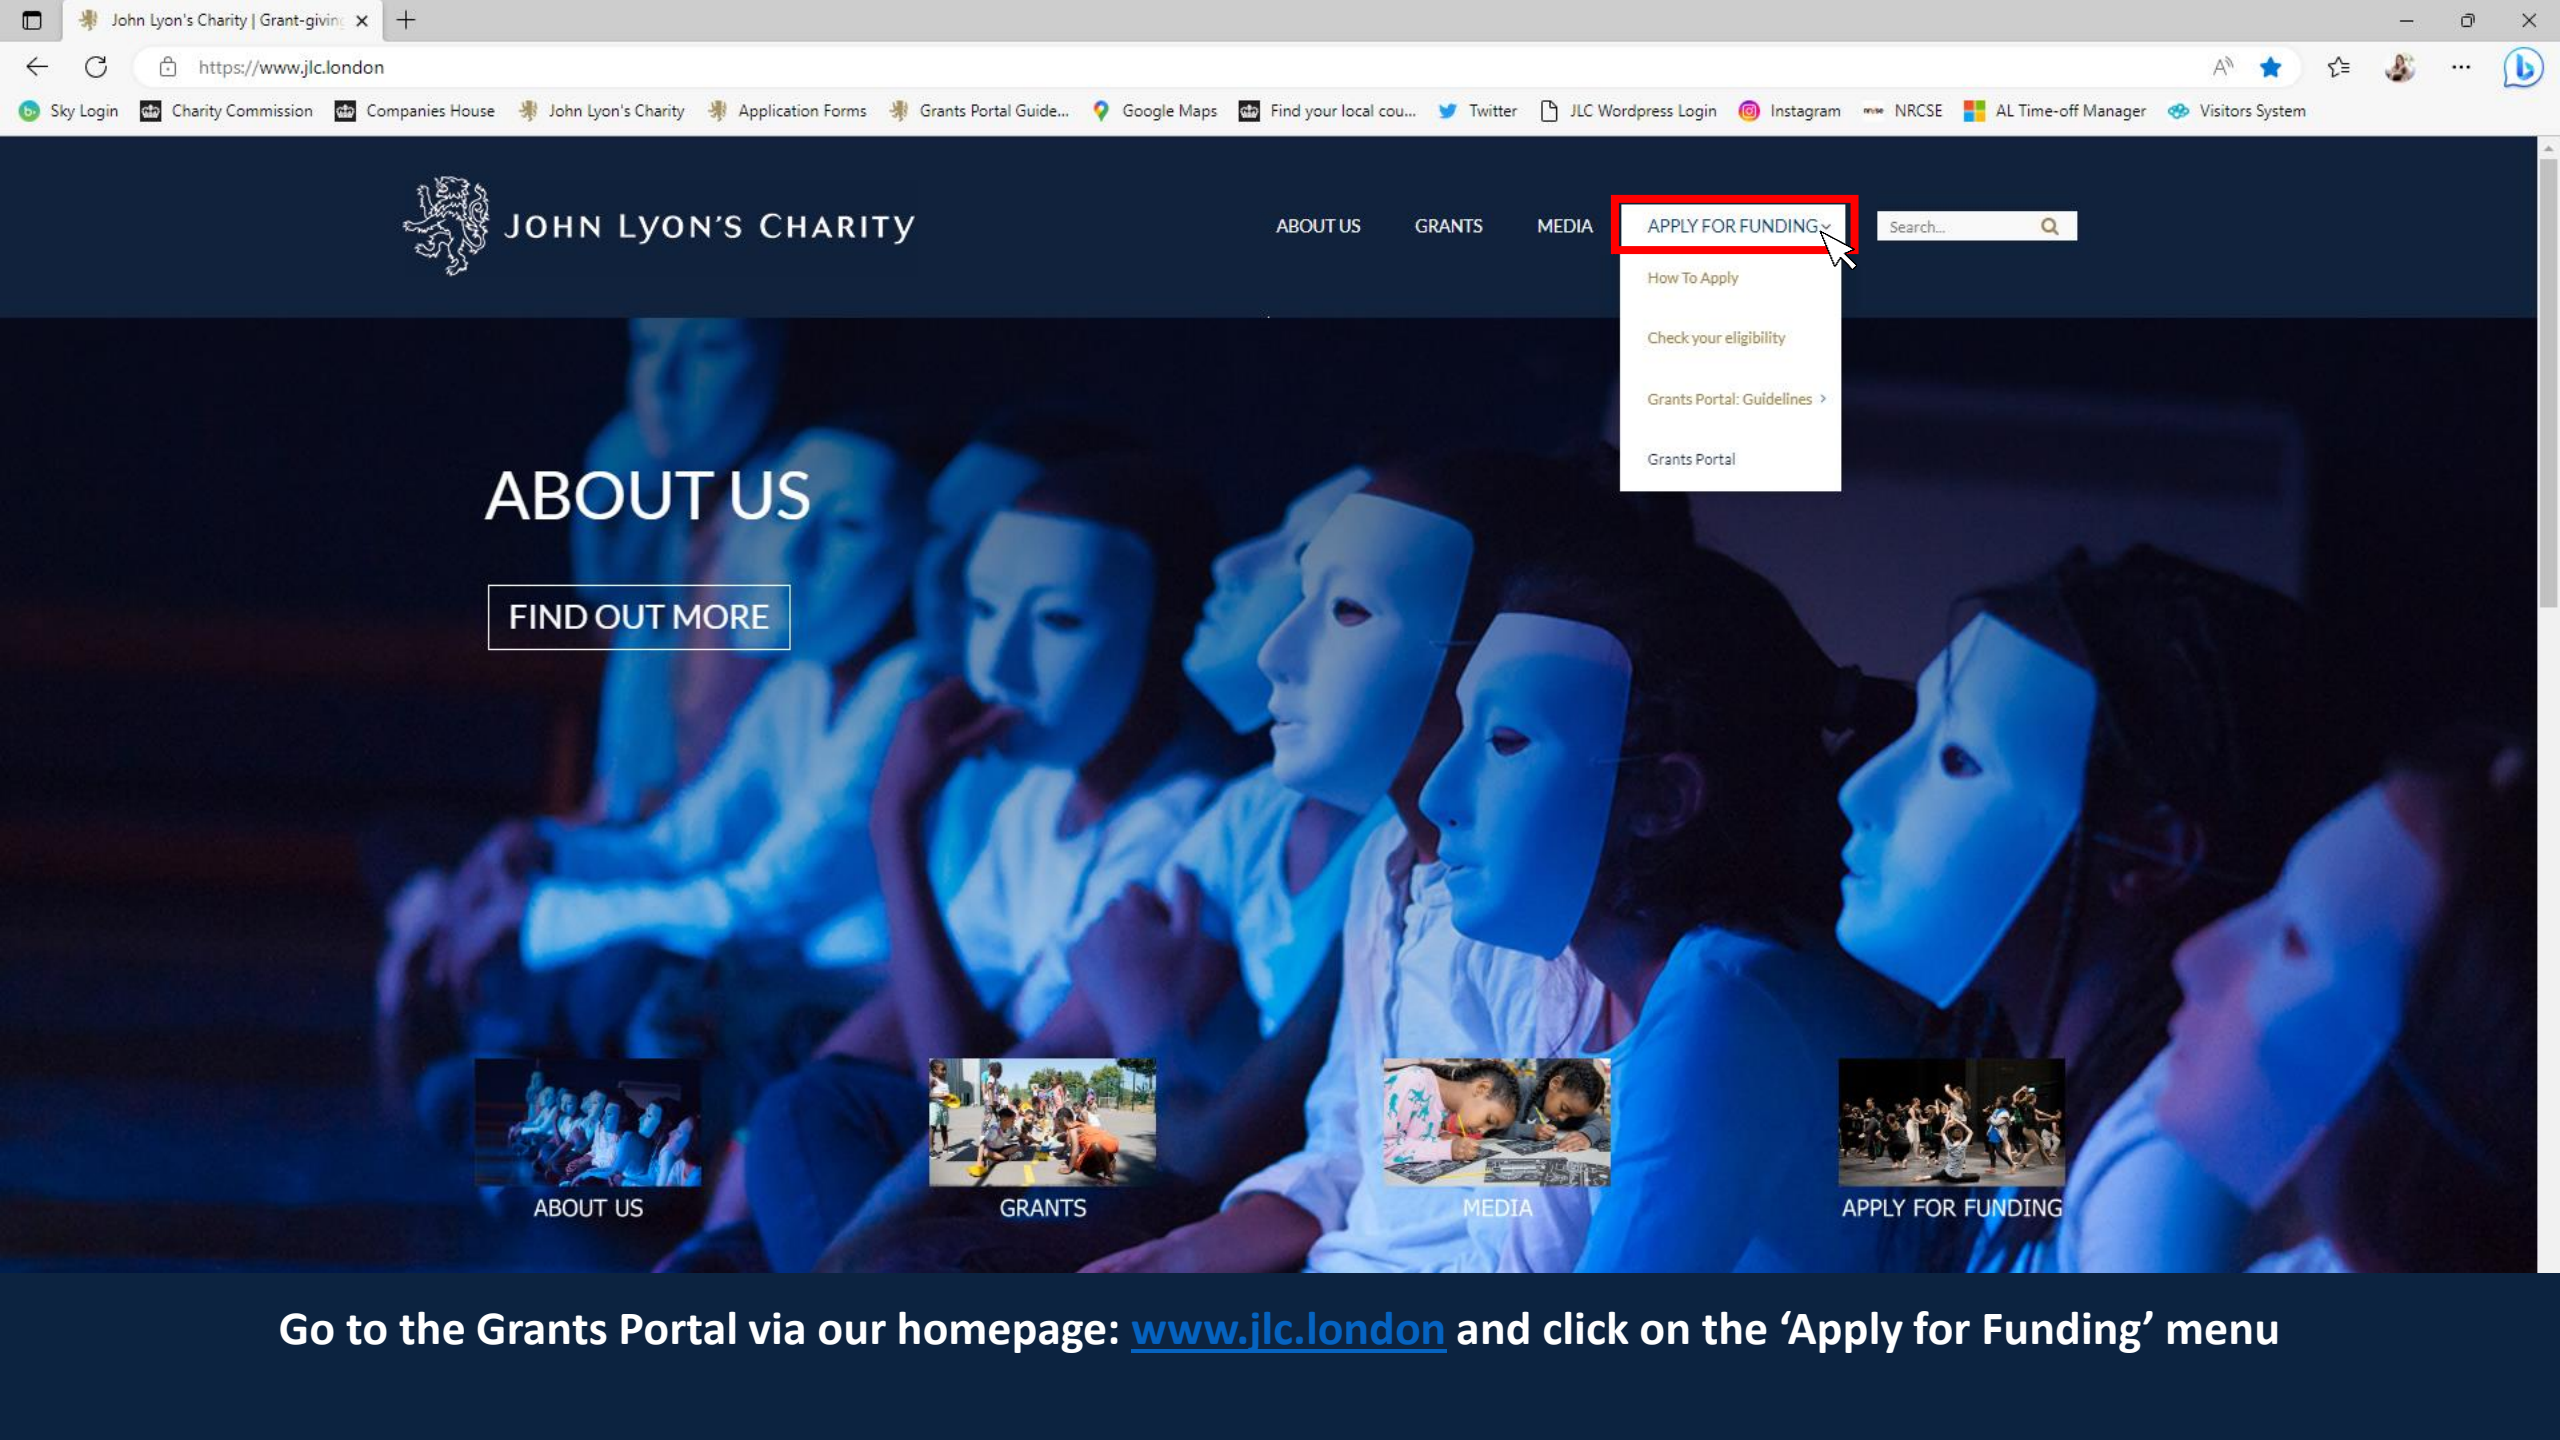 John Lyon's Charity | Grant-giving
https://www.jlc.london
Sky Login Charity Commission Companies House John Lyon's Charity Application Forms Grants Portal Guide... Google Maps Find your local cou... Twitter JLC Wordpress Login Instagram NRCSE AL Time-off Manager Visitors System
JOHN LYON'S CHARITY
ABOUT US GRANTS MEDIA APPLY FOR FUNDING Search...
How To Apply
Check your eligibility
Grants Portal: Guidelines >
Grants Portal
ABOUT US
FIND OUT MORE
ABOUT US GRANTS MEDIA APPLY FOR FUNDING
Go to the Grants Portal via our homepage: www.jlc.london and click on the ‘Apply for Funding’ menu